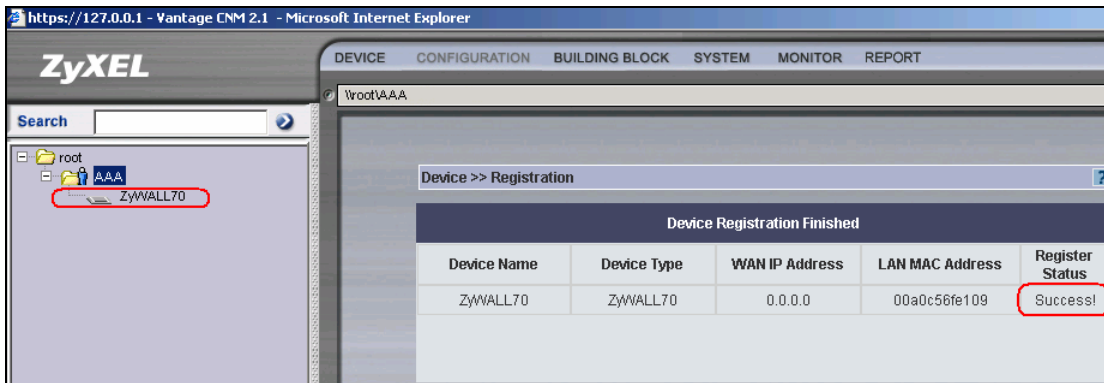 https://127.0.0.1 - Vantage CNM 2.1 - Microsoft Internet Explorer
ZyXEL
DEVICE CONFIGURATION BUILDING BLOCK SYSTEM MONITOR REPORT
\\root\AAA
Search
root
AAA
ZyWALL70
Device >> Registration
?
Device Registration Finished
Device Name Device Type WAN IP Address LAN MAC Address Register Status
ZyWALL70 ZyWALL70 0.0.0.0 00a0c56fe109 Success!